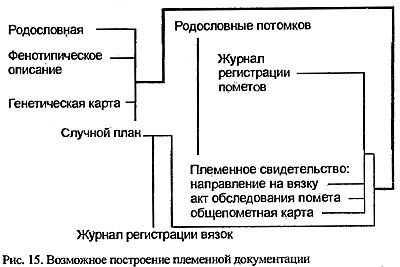 Родословная
Фенотипическое
описание
Генетическая карта
Случной план
Родословные потомков
Журнал
регистрации
пометов
Племенное свидетельство:
направление на вязку
акт обследования помета
общепометная карта
Журнал регистрации вязок
Рис. 15. Возможное построение племенной документации